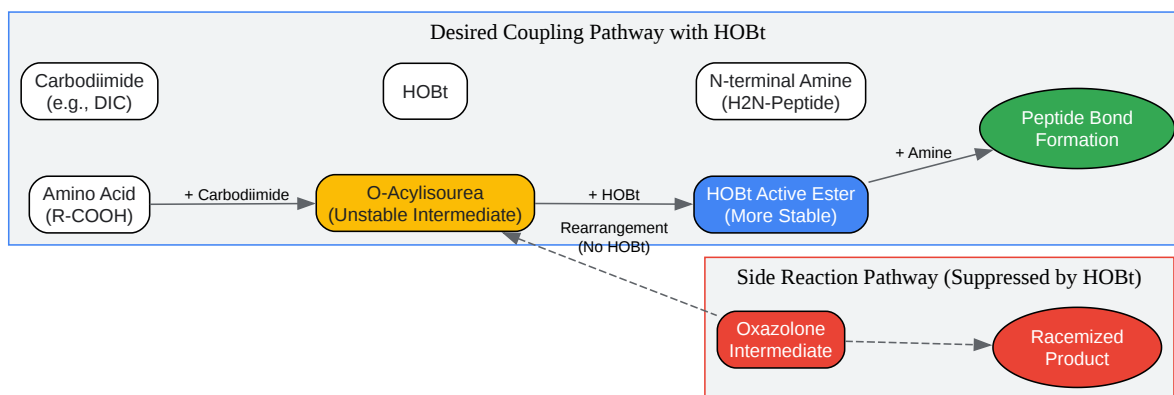 Desired Coupling Pathway with HOBt
Carbodiimide
(e.g., DIC)
HOBt
N-terminal Amine
(H2N-Peptide)
Peptide Bond
Formation
+ Amine
Amino Acid
(R-COOH)
+ Carbodiimide
O-Acylisourea
(Unstable Intermediate)
+ HOBt
HOBt Active Ester
(More Stable)
Rearrangement
(No HOBt)
Side Reaction Pathway (Suppressed by HOBt)
Oxazolone
Intermediate
Racemized
Product